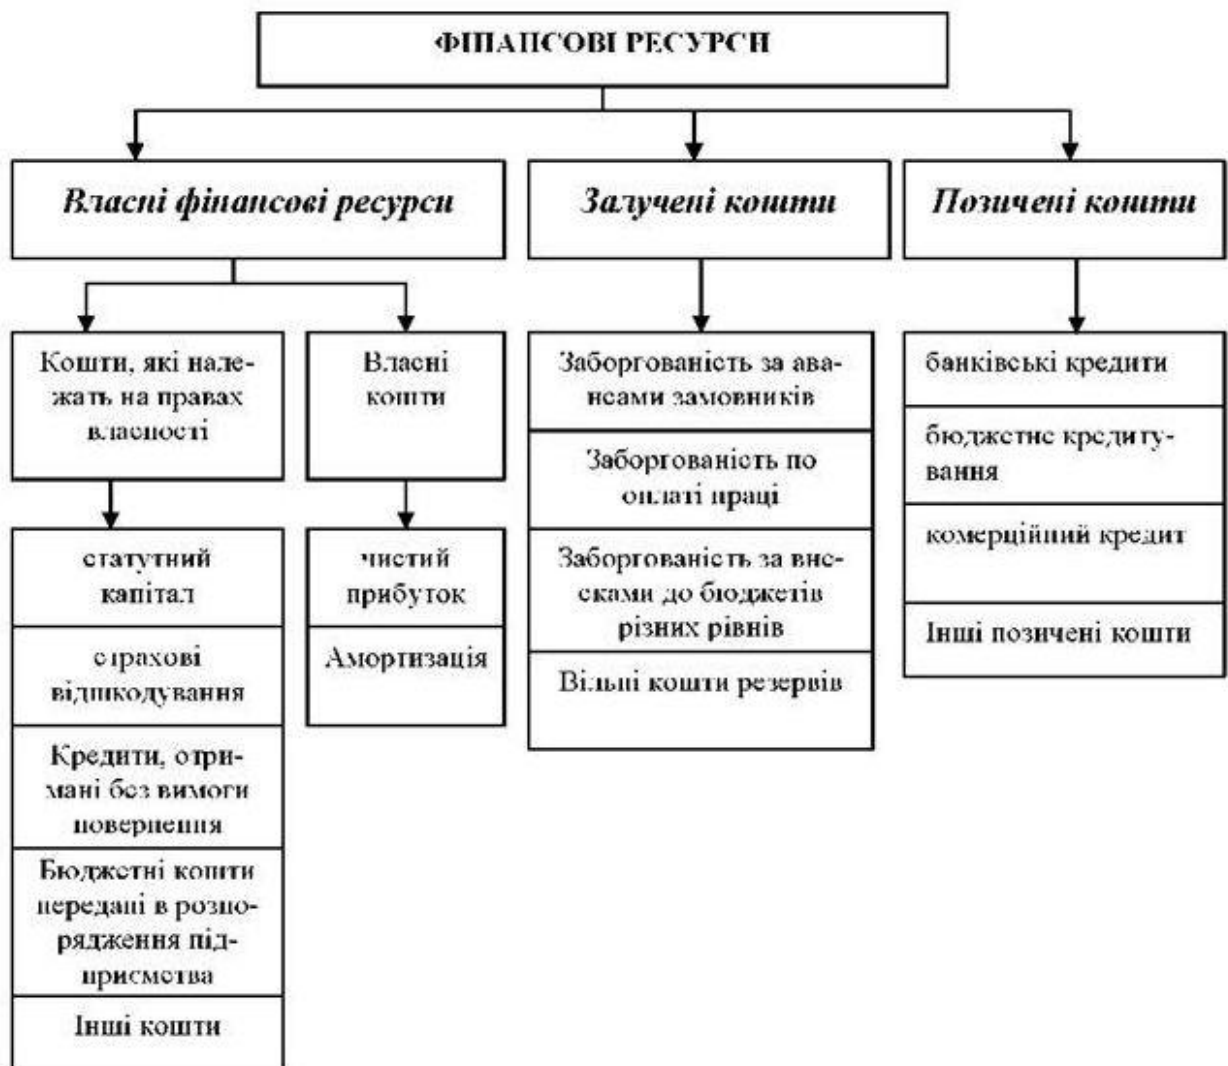 ФІНАНСОВІ РЕСУРСИ
Власні фінансові ресурси
Залучені кошти
Позичені кошти
Кошти, які нале-
жать на правах
власності
Власні
кошти
Заборгованість за ава-
нсами замовників
Заборгованість по
оплаті праці
Заборгованість за вне-
сками до бюджетів
різних рівнів
Вільні кошти резервів
банківські кредити
бюджетне кредиту-
вання
комерційний кредит
Інші позичені кошти
статутний
капітал
страхові
відшкодування
Кредити, отри-
мані без вимоги
повернення
Бюджетні кошти
передані в розпо-
рядження під-
приємства
Інші кошти
чистий
прибуток
Амортизація